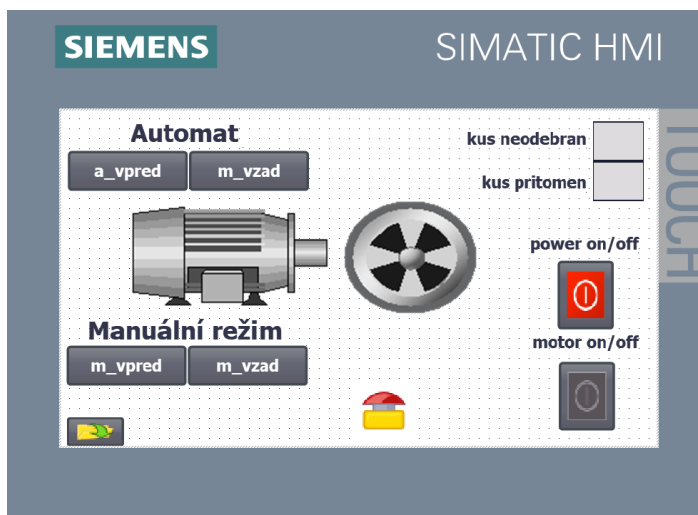 SIEMENS
SIMATIC HMI
TOUCH
Automat
kus neodebran
a_vpred
m_vzad
kus pritomen
power on/off
Manuální režim
motor on/off
m_vpred
m_vzad